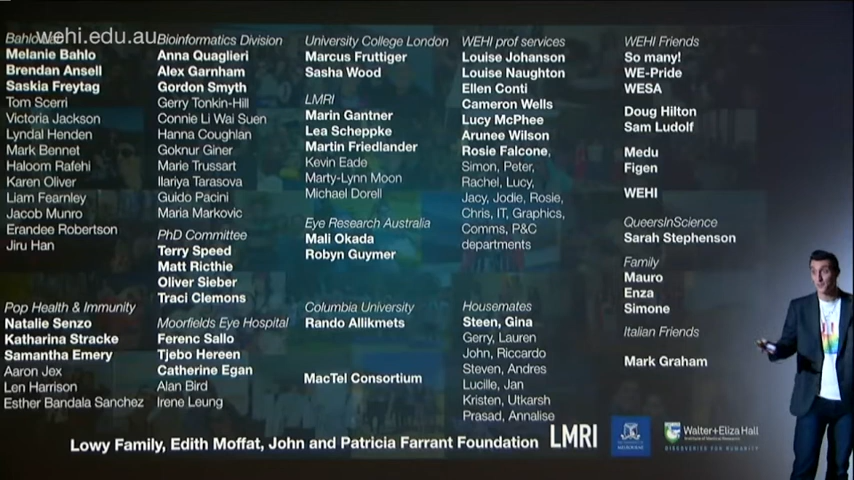 wehi.edu.au
Melanie Bahlo
Brendan Ansell
Saskia Freytag
Tom Scerri
Victoria Jackson
Lyndal Henden
Mark Bennet
Haloom Rafehi
Karen Oliver
Liam Fearnley
Jacob Munro
Erandee Robertson
Jiru Han
Pop Health & Immunity
Natalie Senzo
Katharina Stracke
Samantha Emery
Aaron Jex
Len Harrison
Esther Bandala Sanchez
Bioinformatics Division
Anna Quaglieri
Alex Garnham
Gordon Smyth
Gerry Tonkin-Hill
Connie Li Wai Suen
Hanna Coughlan
Goknur Giner
Marie Trussart
Ilariya Tarasova
Guido Pacini
Maria Markovic
PhD Committee
Terry Speed
Matt Ricthie
Oliver Sieber
Traci Clemons
Moorfields Eye Hospital
Ferenc Sallo
Tjebo Hereen
Catherine Egan
Alan Bird
Irene Leung
University College London
Marcus Fruttiger
Sasha Wood
LMRI
Marin Gantner
Lea Scheppke
Martin Friedlander
Kevin Eade
Marty-Lynn Moon
Michael Dorell
Eye Research Australia
Mali Okada
Robyn Guymer
Columbia University
Rando Allikmets
MacTel Consortium
WEHI prof services
Louise Johanson
Louise Naughton
Ellen Conti
Cameron Wells
Lucy McPhee
Arunee Wilson
Rosie Falcone,
Simon, Peter,
Rachel, Lucy,
Jacy, Jodie, Rosie,
Chris, IT, Graphics,
Comms, P&C
departments
Housemates
Steen, Gina
Gerry, Lauren
John, Riccardo
Steven, Andres
Lucille, Jan
Kristen, Utkarsh
Prasad, Annalise
WEHI Friends
So many!
WE-Pride
WESA
Doug Hilton
Sam Ludolf
Medu
Figen
WEHI
QueersInScience
Sarah Stephenson
Family
Mauro
Enza
Simone
Italian Friends
Mark Graham
Lowy Family, Edith Moffat, John and Patricia Farrant Foundation
LMRI
Walter+Eliza Hall
Institute of Medical Research
DISCOVERIES FOR HUMANITY